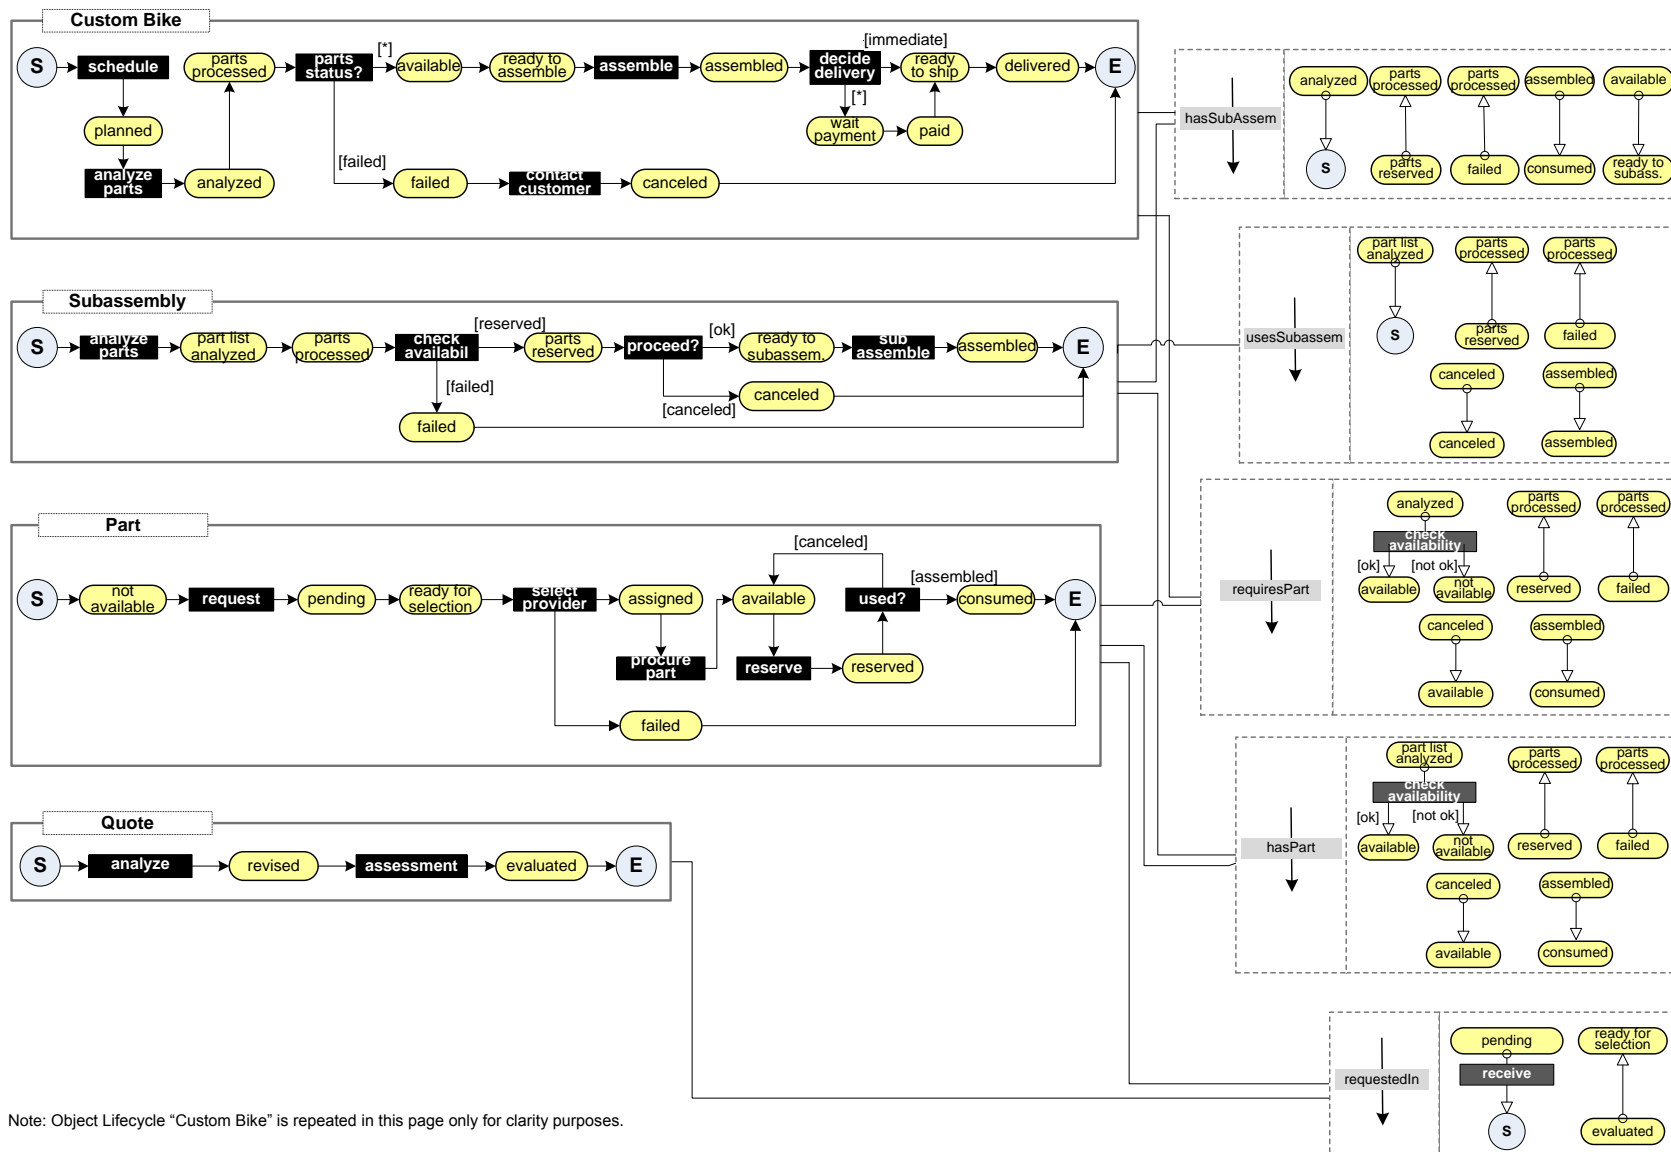 Custom Bike
S
schedule
planned
analyze
parts
analyzed
parts
processed
parts
status?
[*]
available
ready to
assemble
assemble
assembled
decide
delivery
[immediate]
ready
to ship
delivered
E
[*]
wait
payment
paid
[failed]
failed
contact
customer
canceled
hasSubAssem
analyzed
S
parts
processed
parts
reserved
parts
processed
failed
assembled
consumed
available
ready to
subass.
Subassembly
S
analyze
parts
part list
analyzed
parts
processed
check
availabil
[reserved]
parts
reserved
proceed?
[ok]
ready to
subassem.
sub
assemble
assembled
E
[failed]
failed
[canceled]
canceled
usesSubassem
part list
analyzed
S
parts
processed
parts
reserved
parts
processed
failed
canceled
canceled
assembled
assembled
Part
S
not
available
request
pending
ready for
selection
select
provider
assigned
procure
part
[canceled]
available
reserve
reserved
used?
[assembled]
consumed
E
failed
requiresPart
analyzed
check
availability
[ok]
[not ok]
available
not
available
parts
processed
reserved
parts
processed
failed
canceled
available
assembled
consumed
hasPart
part list
analyzed
check
availability
[ok]
[not ok]
available
not
available
parts
processed
reserved
parts
processed
failed
canceled
available
assembled
consumed
Quote
S
analyze
revised
assessment
evaluated
E
requestedIn
pending
receive
S
ready for
selection
evaluated
Note: Object Lifecycle “Custom Bike” is repeated in this page only for clarity purposes.